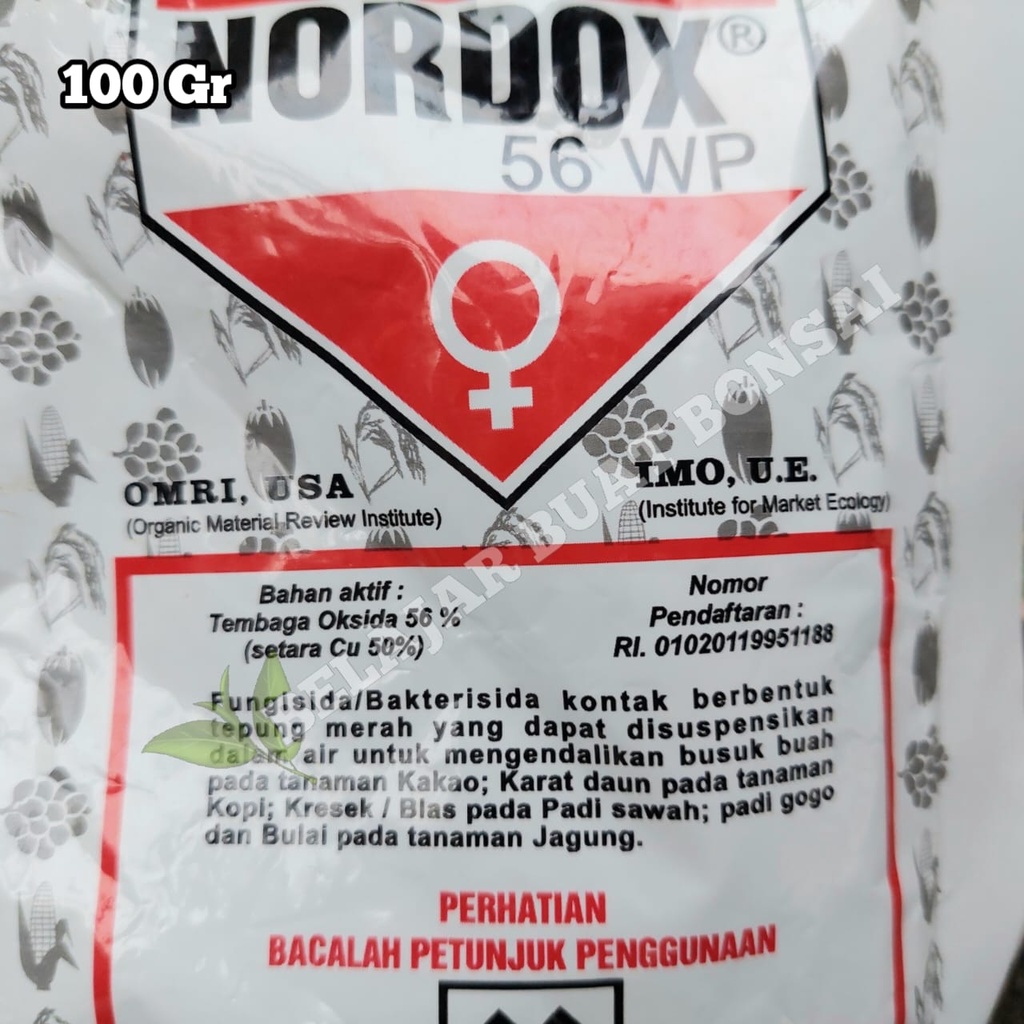 NORDOX®
100 Gr
56 WP
OMRI, USA
(Organic Material Review Institute)
IMO, U.E.
(Institute for Market Ecology)
Bahan aktif :
Tembaga Oksida 56 %
(setara Cu 50%)
Nomor
Pendaftaran :
RI. 01020119951188
Fungisida/Bakterisida kontak berbentuk
tepung merah yang dapat disuspensikan
dalam air untuk mengendalikan busuk buah
pada tanaman Kakao; Karat daun pada tanaman
Kopi; Kresek / Blas pada Padi sawah; padi gogo
dan Bulai pada tanaman Jagung.
BELAJAR BUAT BONSAI
PERHATIAN
BACALAH PETUNJUK PENGGUNAAN